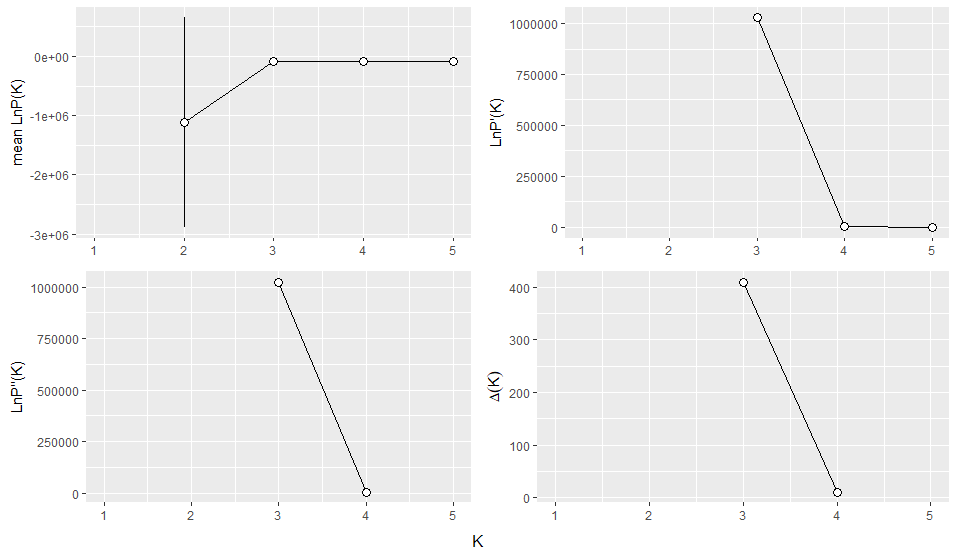 mean LnP(K)
0e+00
-1e+06
-2e+06
-3e+06
1 2 3 4 5
LnP'(K)
1000000
750000
500000
250000
0
1 2 3 4 5
LnP''(K)
1000000
750000
500000
250000
0
1 2 3 4 5
Δ(K)
400
300
200
100
0
1 2 3 4 5
K